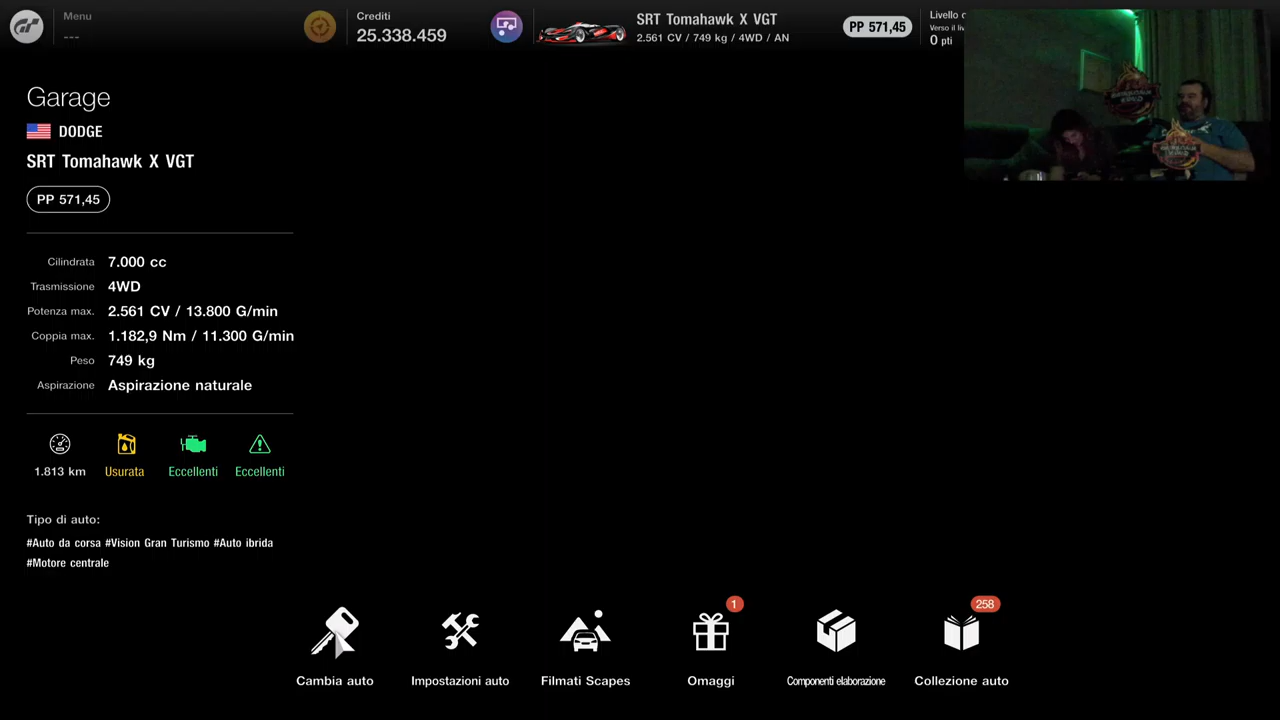 Menu
---
Crediti
25.338.459
SRT Tomahawk X VGT
2.561 CV / 749 kg / 4WD / AN
PP 571,45
Livello c
Verso il liv
0 pti
Garage
DODGE
SRT Tomahawk X VGT
PP 571,45
Cilindrata 7.000 cc
Trasmissione 4WD
Potenza max. 2.561 CV / 13.800 G/min
Coppia max. 1.182,9 Nm / 11.300 G/min
Peso 749 kg
Aspirazione Aspirazione naturale
1.813 km Usurata Eccellenti Eccellenti
Tipo di auto:
#Auto da corsa #Vision Gran Turismo #Auto ibrida
#Motore centrale
1 258
Cambia auto Impostazioni auto Filmati Scapes Omaggi Componenti elaborazione Collezione auto